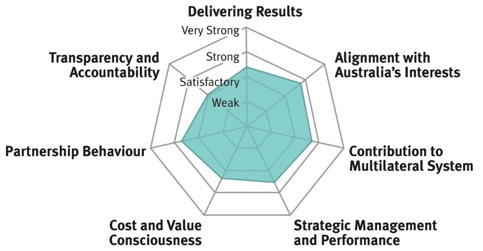 Delivering Results
Very Strong
Strong
Satisfactory
Weak
Transparency and
Accountability
Alignment with
Australia's Interests
Partnership Behaviour
Contribution to
Multilateral System
Cost and Value
Consciousness
Strategic Management
and Performance